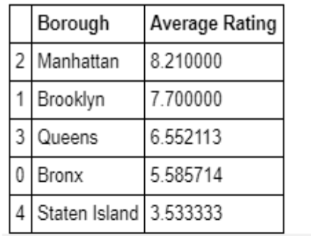 Borough Average Rating
2 Manhattan 8.210000
1 Brooklyn 7.700000
3 Queens 6.552113
0 Bronx 5.585714
4 Staten Island 3.533333